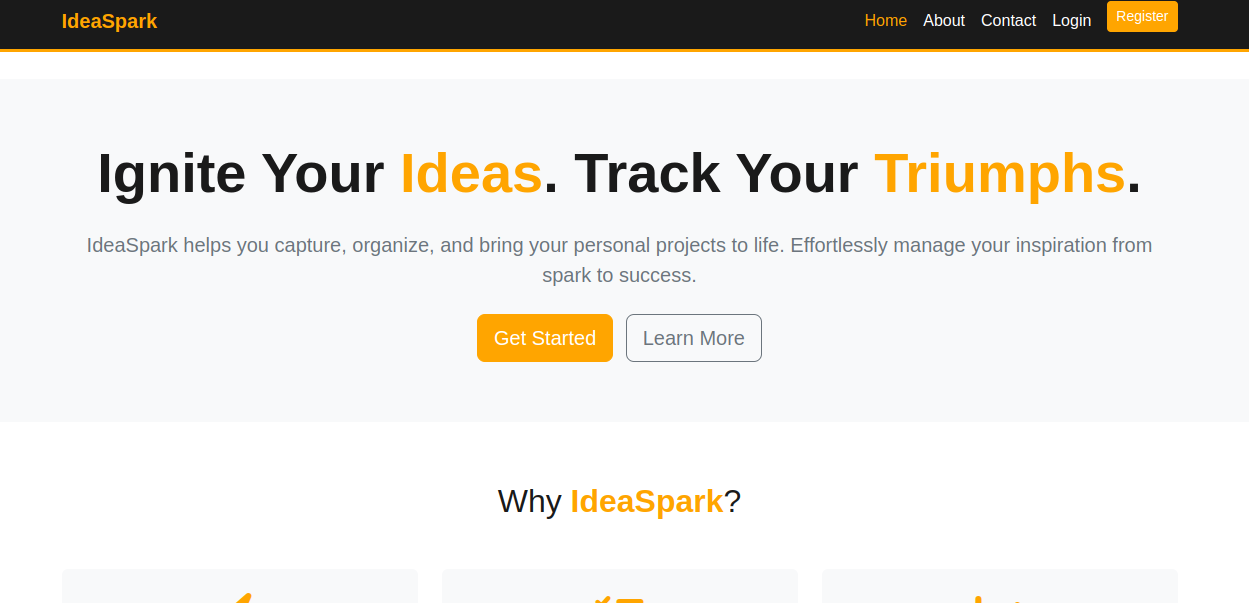 IdeaSpark
Home About Contact Login Register
Ignite Your Ideas. Track Your Triumphs.
IdeaSpark helps you capture, organize, and bring your personal projects to life. Effortlessly manage your inspiration from
spark to success.
Get Started Learn More
Why IdeaSpark?